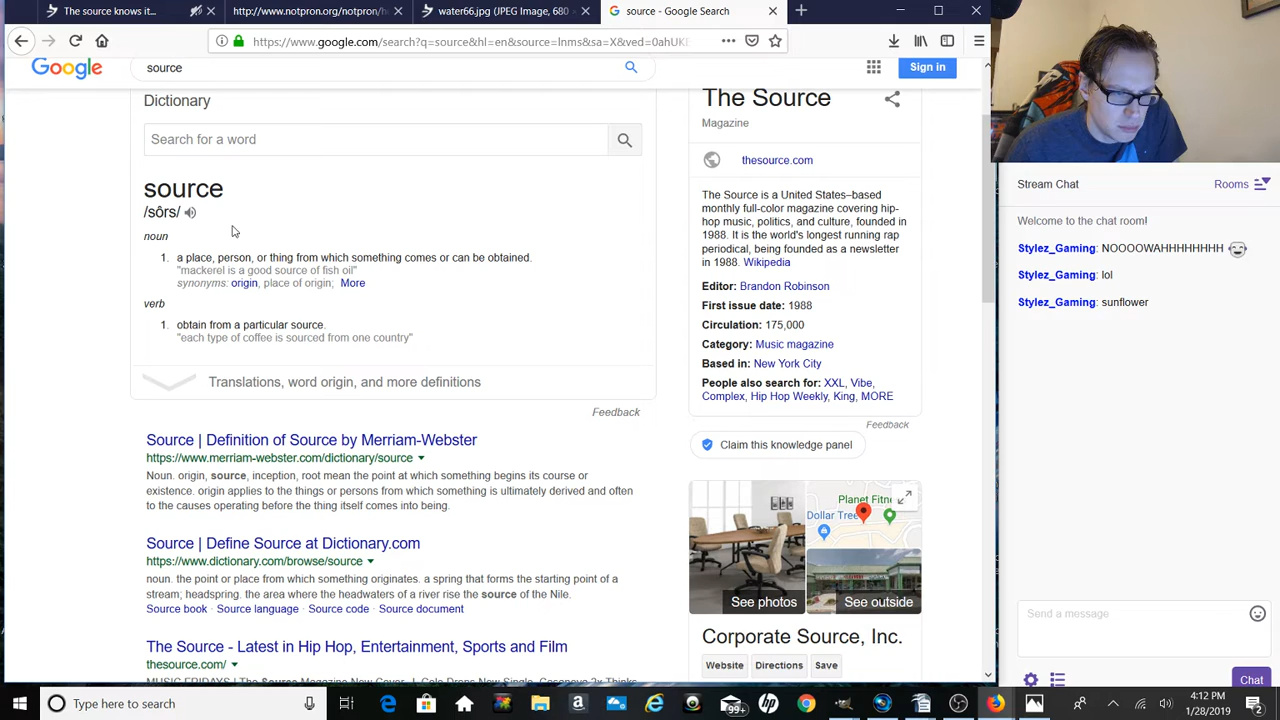 The source knows it...
http://www.notpron.org/notpron/h
water66.jpg (JPEG Image, 680
source - Google Search
https://www.google.com/search?q=source&hl=en&source=lnms&sa=X&ved=0ahUKE
Google
source
Sign in
Dictionary
Search for a word
source
/sôrs/
noun
1. a place, person, or thing from which something comes or can be obtained.
"mackerel is a good source of fish oil"
synonyms: origin, place of origin; More
verb
1. obtain from a particular source.
"each type of coffee is sourced from one country"
Translations, word origin, and more definitions
Feedback
Source | Definition of Source by Merriam-Webster
https://www.merriam-webster.com/dictionary/source
Noun. origin, source, inception, root mean the point at which something begins its course or
existence. origin applies to the things or persons from which something is ultimately derived and often
to the causes operating before the thing itself comes into being.
Source | Define Source at Dictionary.com
https://www.dictionary.com/browse/source
noun. the point or place from which something originates. a spring that forms the starting point of a
stream; headspring. the area where the headwaters of a river rise the source of the Nile.
Source book · Source language · Source code · Source document
The Source - Latest in Hip Hop, Entertainment, Sports and Film
thesource.com/
The Source
Magazine
thesource.com
The Source is a United States–based
monthly full-color magazine covering hip-
hop music, politics, and culture, founded in
1988. It is the world's longest running rap
periodical, being founded as a newsletter
in 1988. Wikipedia
Editor: Brandon Robinson
First issue date: 1988
Circulation: 175,000
Category: Music magazine
Based in: New York City
People also search for: XXL, Vibe,
Complex, Hip Hop Weekly, King, MORE
Feedback
Claim this knowledge panel
Planet Fitn
Dollar Tree
See photos
See outside
Corporate Source, Inc.
Website
Directions
Save
Stream Chat
Rooms
Welcome to the chat room!
Stylez_Gaming: NOOOOWAHHHHHHHH
Stylez_Gaming: lol
Stylez_Gaming: sunflower
Send a message
Chat
Type here to search
99+
4:12 PM
1/28/2019